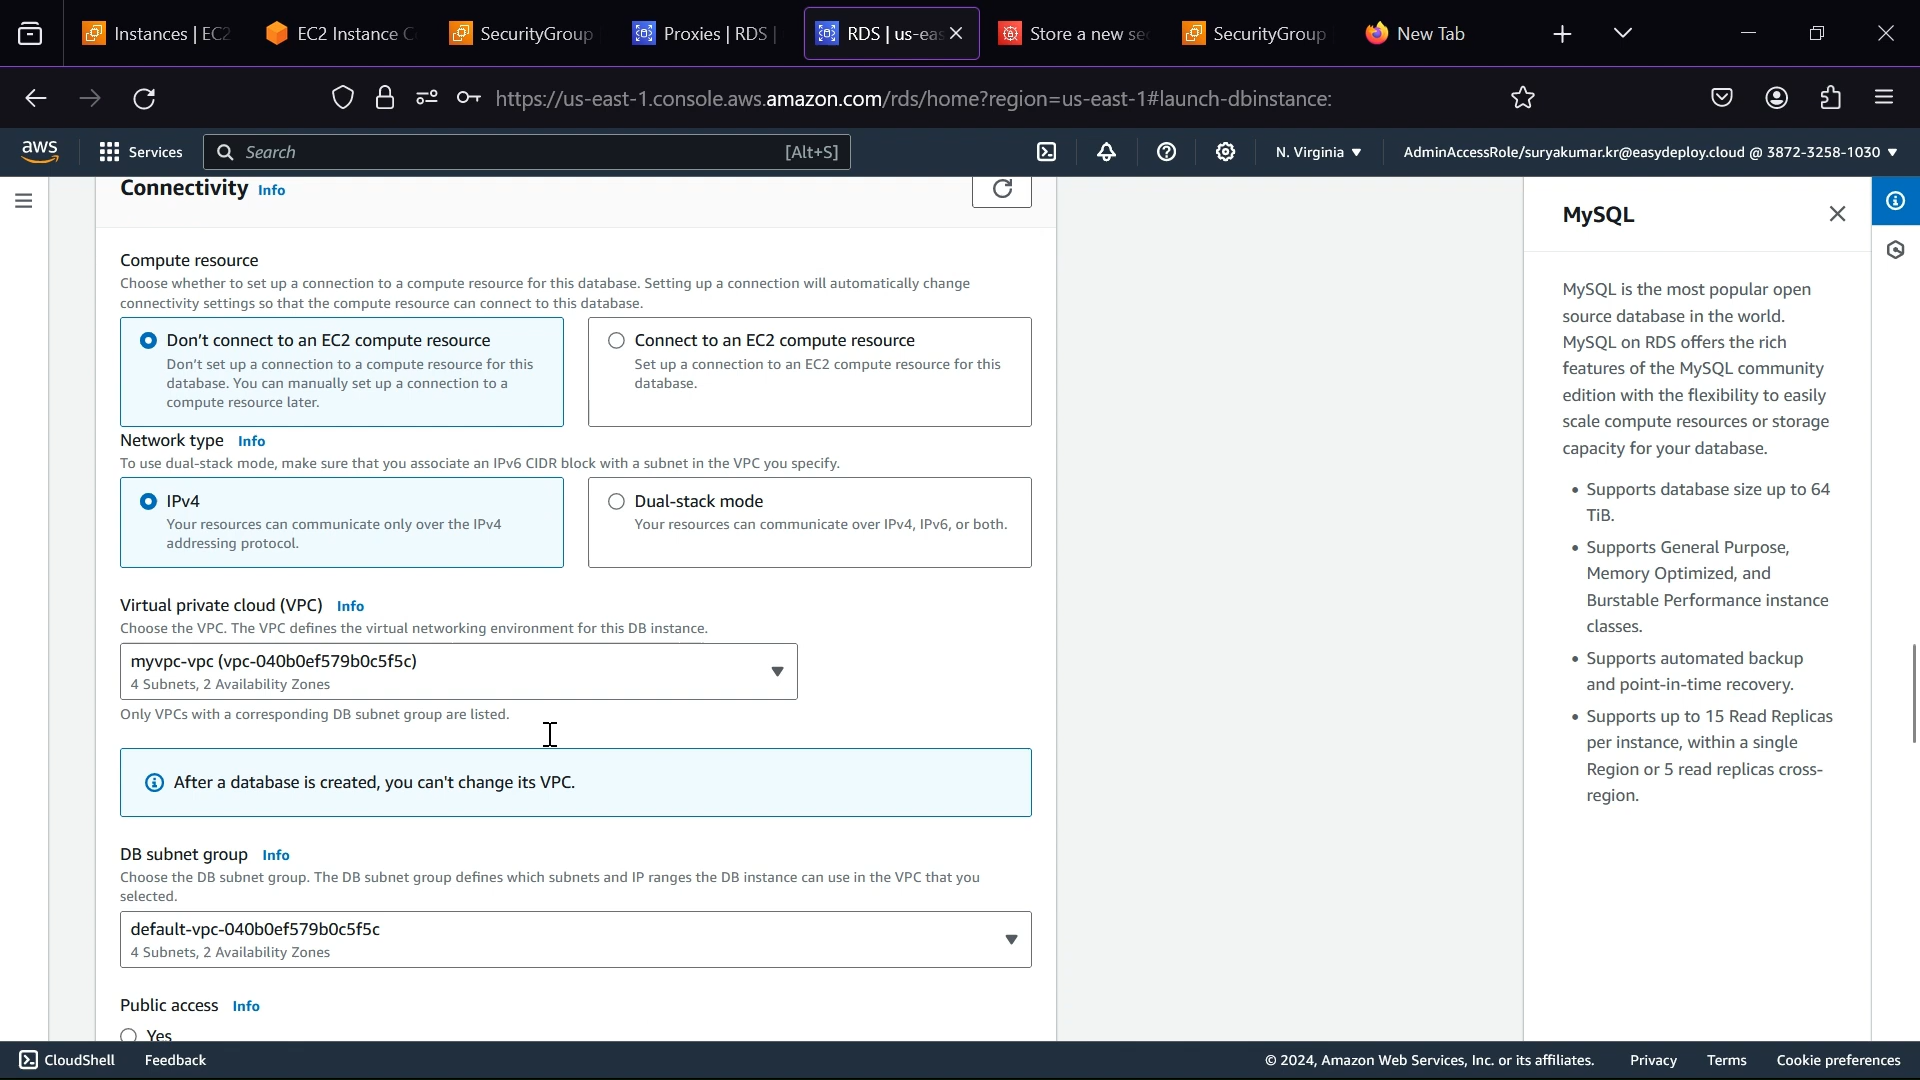 Instances | EC2
EC2 Instance C
SecurityGroup
Proxies | RDS |
RDS | us-eas
Store a new se
SecurityGroup
New Tab
https://us-east-1.console.aws.amazon.com/rds/home?region=us-east-1#launch-dbinstance:
aws
Services
Search
[Alt+S]
N. Virginia
AdminAccessRole/suryakumar.kr@easydeploy.cloud @ 3872-3258-1030
Connectivity Info
Compute resource
Choose whether to set up a connection to a compute resource for this database. Setting up a connection will automatically change
connectivity settings so that the compute resource can connect to this database.
Don't connect to an EC2 compute resource
Don't set up a connection to a compute resource for this
database. You can manually set up a connection to a
compute resource later.
Connect to an EC2 compute resource
Set up a connection to an EC2 compute resource for this
database.
Network type Info
To use dual-stack mode, make sure that you associate an IPv6 CIDR block with a subnet in the VPC you specify.
IPv4
Your resources can communicate only over the IPv4
addressing protocol.
Dual-stack mode
Your resources can communicate over IPv4, IPv6, or both.
Virtual private cloud (VPC) Info
Choose the VPC. The VPC defines the virtual networking environment for this DB instance.
myvpc-vpc (vpc-040b0ef579b0c5f5c)
4 Subnets, 2 Availability Zones
Only VPCs with a corresponding DB subnet group are listed.
After a database is created, you can't change its VPC.
DB subnet group Info
Choose the DB subnet group. The DB subnet group defines which subnets and IP ranges the DB instance can use in the VPC that you
selected.
default-vpc-040b0ef579b0c5f5c
4 Subnets, 2 Availability Zones
Public access Info
Yes
MySQL
MySQL is the most popular open
source database in the world.
MySQL on RDS offers the rich
features of the MySQL community
edition with the flexibility to easily
scale compute resources or storage
capacity for your database.
• Supports database size up to 64
TiB.
• Supports General Purpose,
Memory Optimized, and
Burstable Performance instance
classes.
• Supports automated backup
and point-in-time recovery.
• Supports up to 15 Read Replicas
per instance, within a single
Region or 5 read replicas cross-
region.
CloudShell
Feedback
© 2024, Amazon Web Services, Inc. or its affiliates.
Privacy
Terms
Cookie preferences